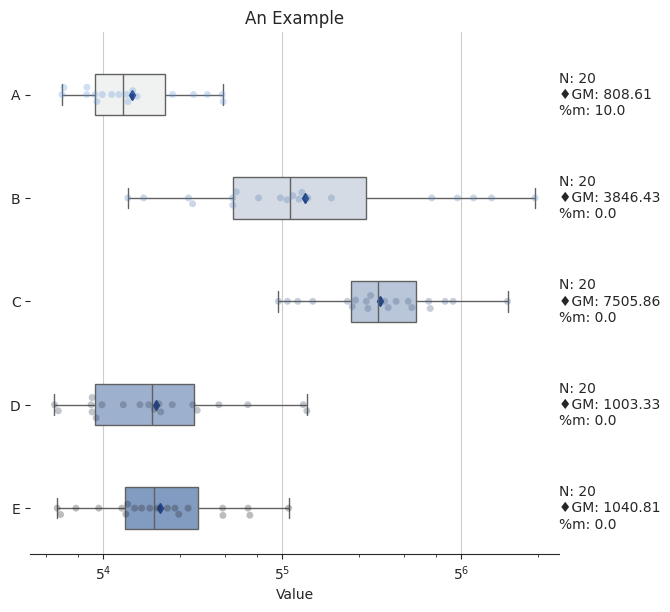 An Example
A
N: 20
♦GM: 808.61
%m: 10.0
B
N: 20
♦GM: 3846.43
%m: 0.0
C
N: 20
♦GM: 7505.86
%m: 0.0
D
N: 20
♦GM: 1003.33
%m: 0.0
E
N: 20
♦GM: 1040.81
%m: 0.0
5⁴ 5⁵ 5⁶
Value